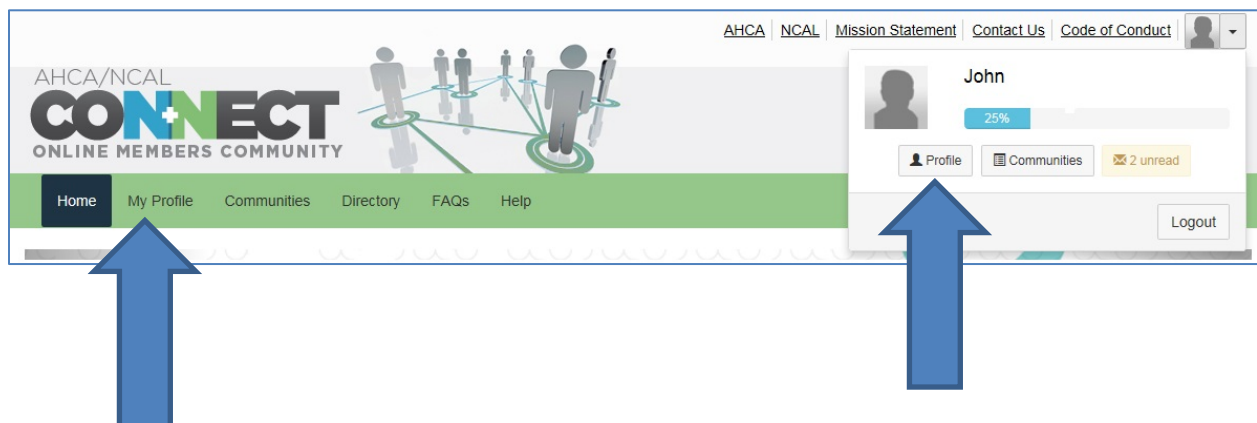 AHCA NCAL Mission Statement Contact Us Code of Conduct
AHCA/NCAL
CONNECT
ONLINE MEMBERS COMMUNITY
John
25%
Profile Communities 2 unread
Home My Profile Communities Directory FAQs Help
Logout